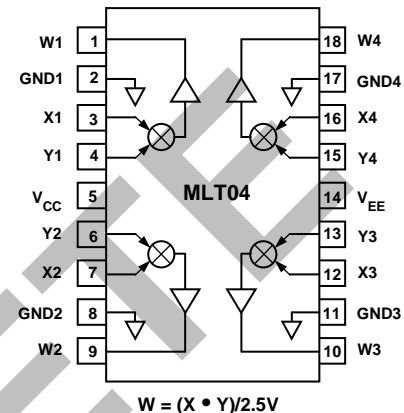 W1 1 18 W4
GND1 2 17 GND4
X1 3 16 X4
Y1 4 15 Y4
VCC 5 MLT04 14 VEE
Y2 6 13 Y3
X2 7 12 X3
GND2 8 11 GND3
W2 9 10 W3
W = (X • Y)/2.5V